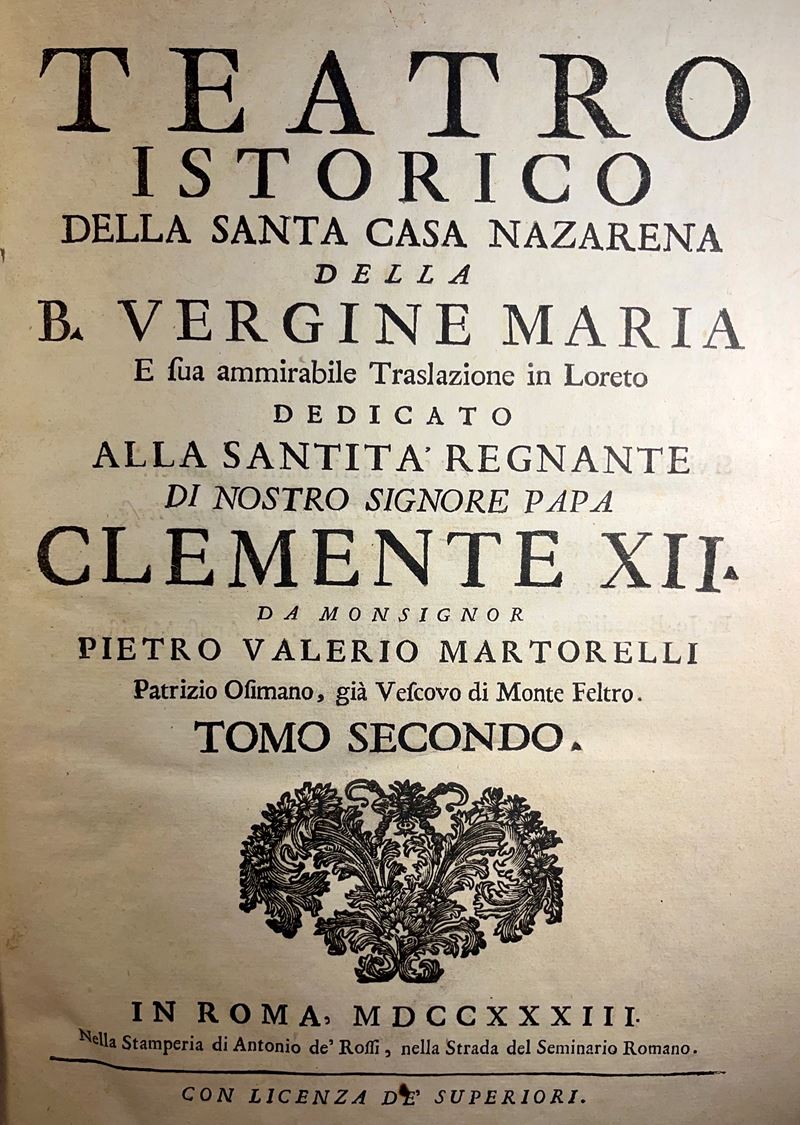 TEATRO
ISTORICO
DELLA SANTA CASA NAZARENA
DELLA
B. VERGINE MARIA
E ſua ammirabile Traslazione in Loreto
DEDICATO
ALLA SANTITA' REGNANTE
DI NOSTRO SIGNORE PAPA
CLEMENTE XII.
DA MONSIGNOR
PIETRO VALERIO MARTORELLI
Patrizio Oſimano, già Veſcovo di Monte Feltro.
TOMO SECONDO.
IN ROMA, MDCCXXXIII.
Nella Stamperia di Antonio de' Roſſi, nella Strada del Seminario Romano.
CON LICENZA DE' SUPERIORI.